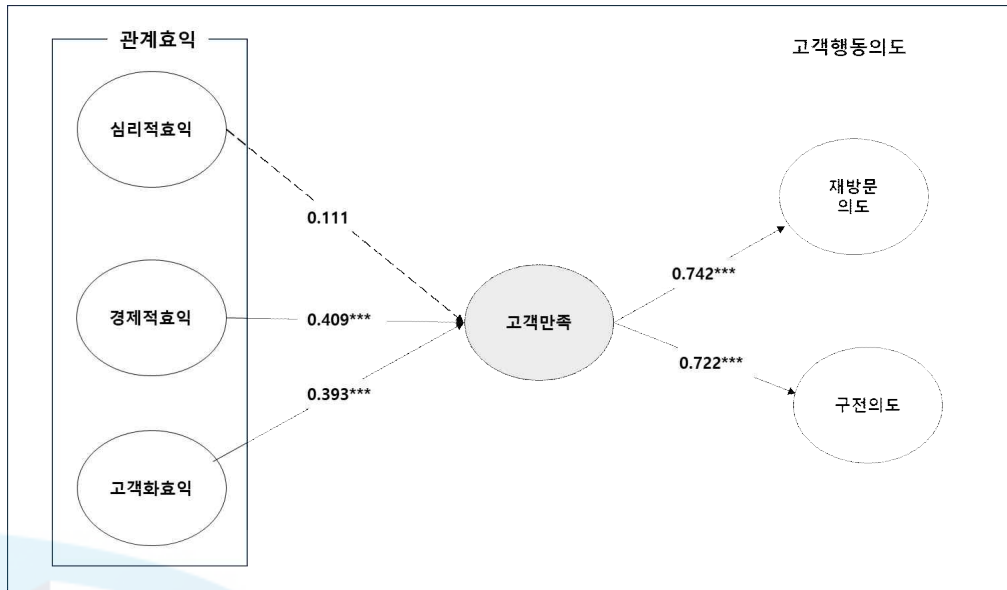 관계효익
고객행동의도
심리적효익
재방문
의도
0.111
0.742***
경제적효익
0.409***
고객만족
0.722***
0.393***
구전의도
고객화효익